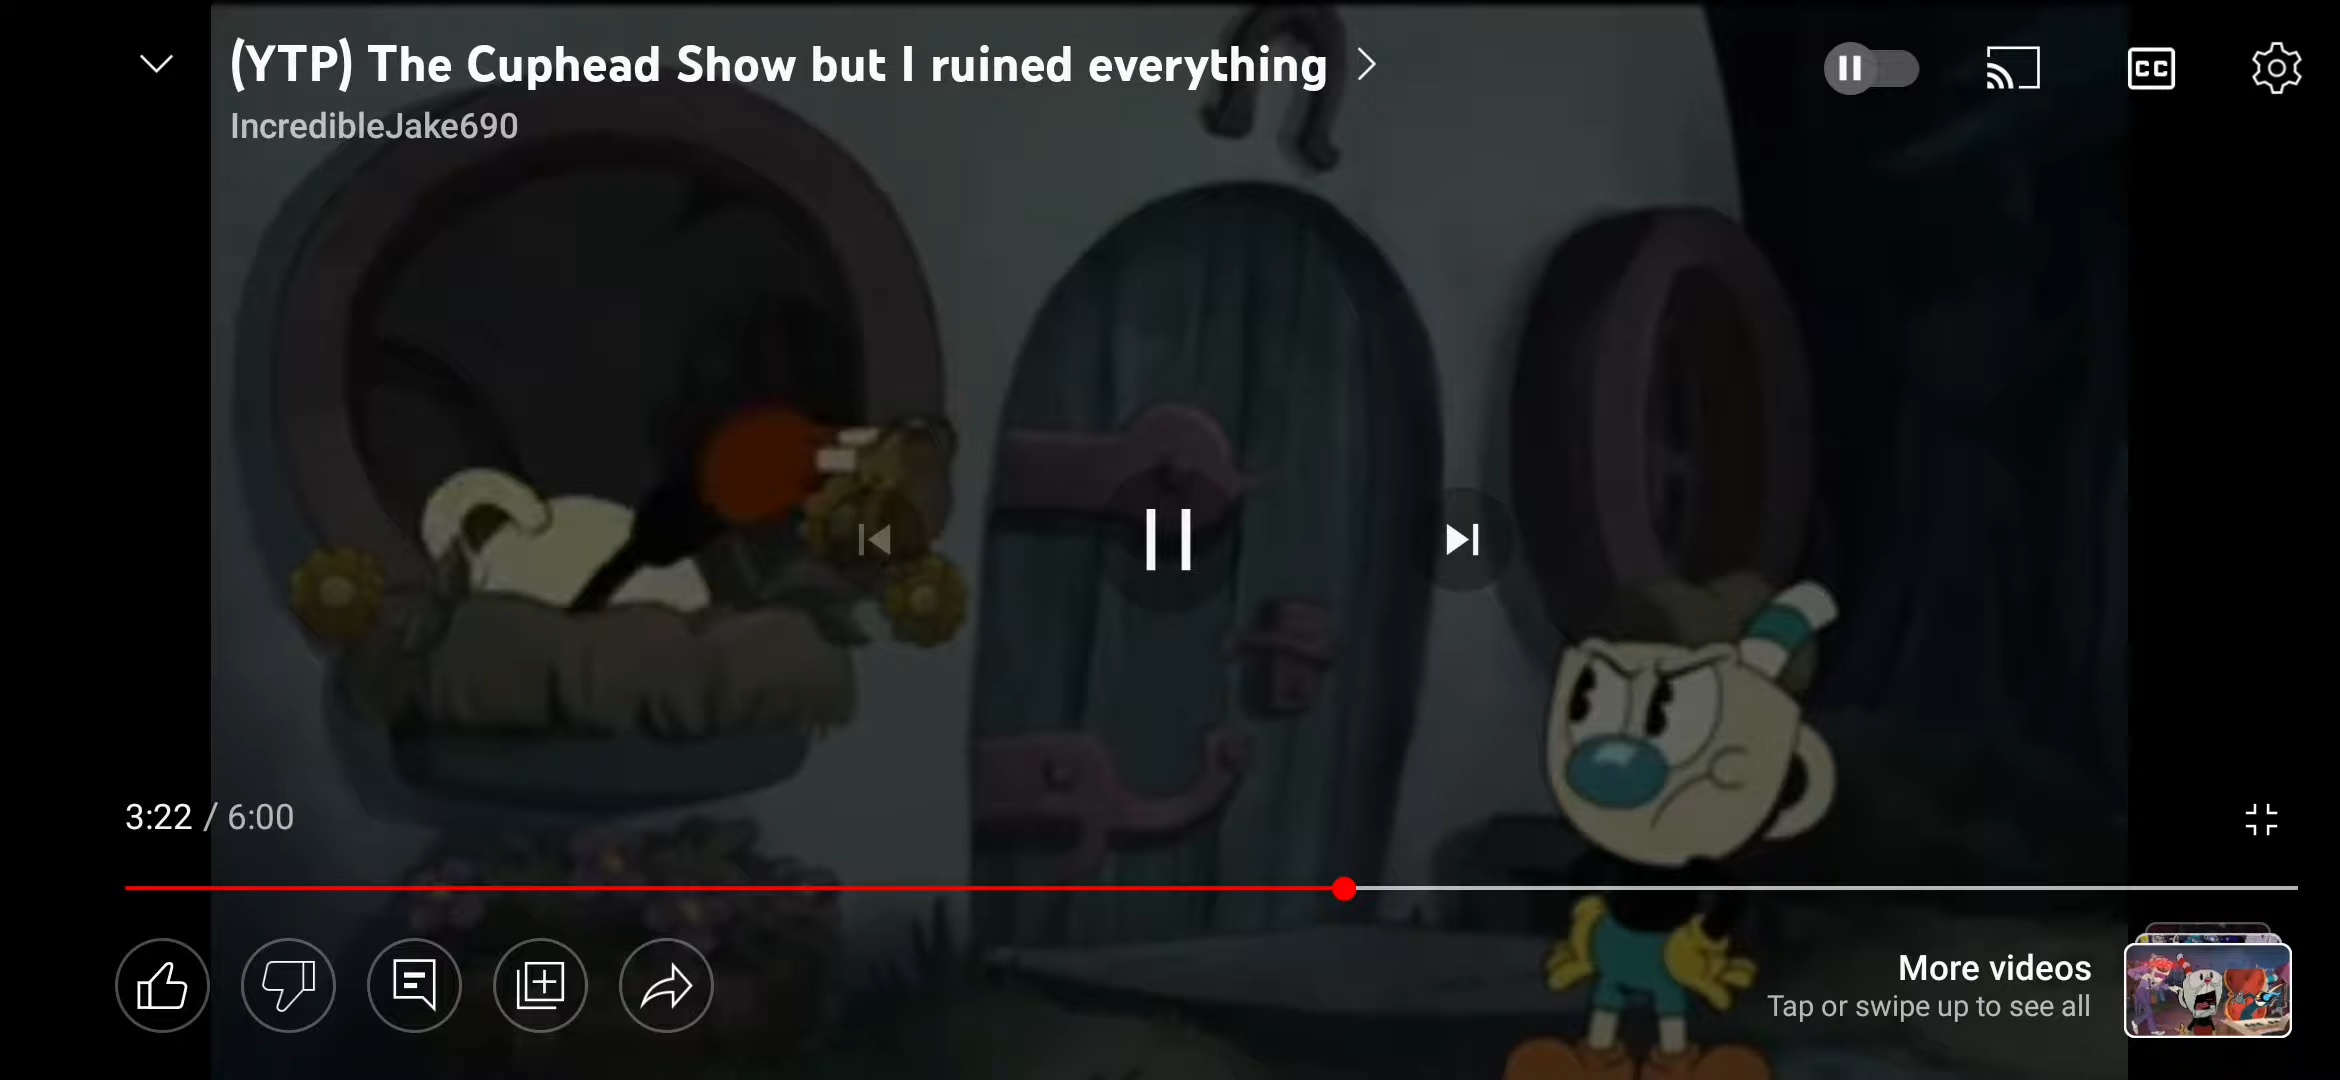 (YTP) The Cuphead Show but I ruined everything
IncredibleJake690
CC
3:22 / 6:00
More videos
Tap or swipe up to see all